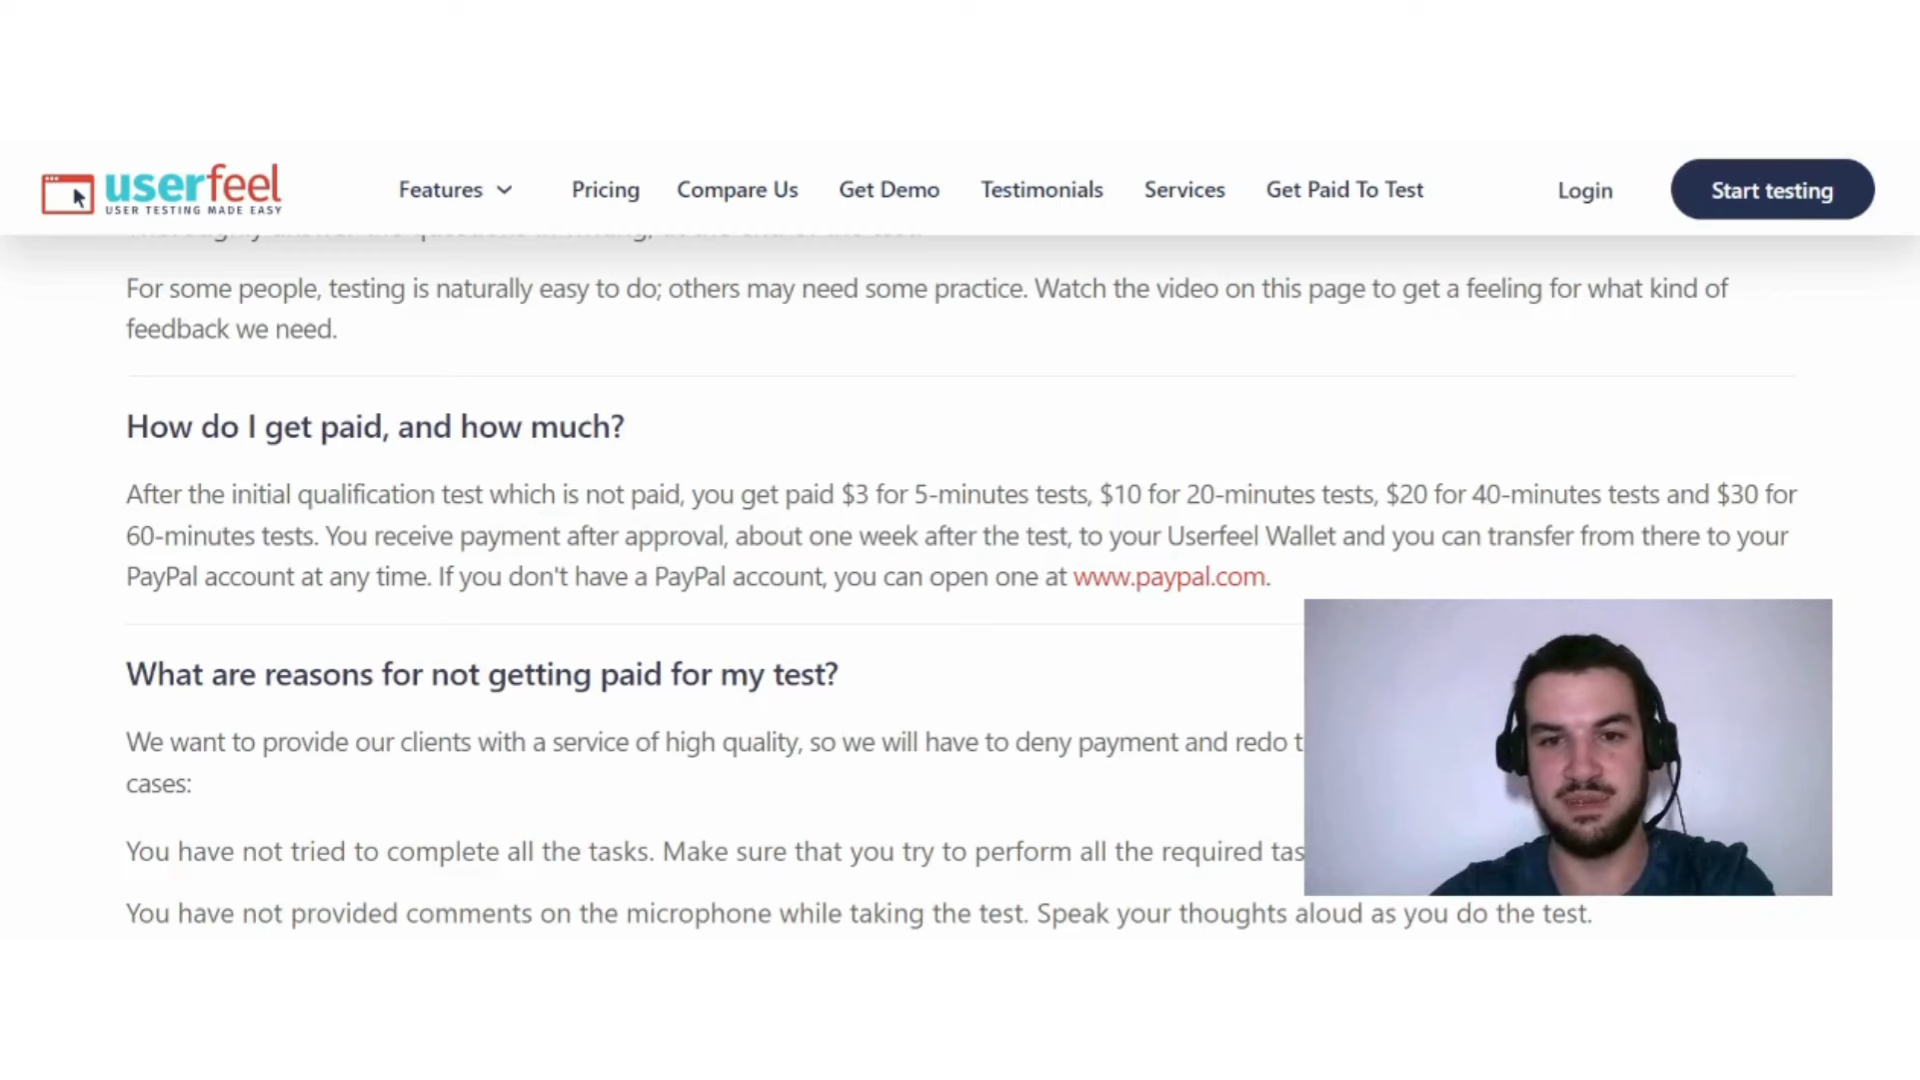 userfeel
USER TESTING MADE EASY
Features
Pricing
Compare Us
Get Demo
Testimonials
Services
Get Paid To Test
Login
Start testing
For some people, testing is naturally easy to do; others may need some practice. Watch the video on this page to get a feeling for what kind of
feedback we need.
How do I get paid, and how much?
After the initial qualification test which is not paid, you get paid $3 for 5-minutes tests, $10 for 20-minutes tests, $20 for 40-minutes tests and $30 for
60-minutes tests. You receive payment after approval, about one week after the test, to your Userfeel Wallet and you can transfer from there to your
PayPal account at any time. If you don't have a PayPal account, you can open one at www.paypal.com.
What are reasons for not getting paid for my test?
We want to provide our clients with a service of high quality, so we will have to deny payment and redo
cases:
You have not tried to complete all the tasks. Make sure that you try to perform all the required
You have not provided comments on the microphone while taking the test. Speak your thoughts aloud as you do the test.